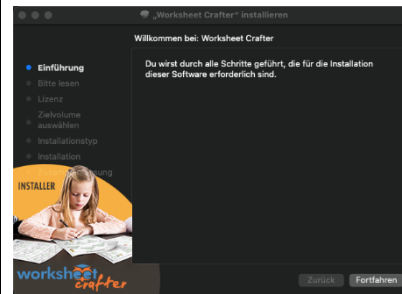 „Worksheet Crafter“ installieren
Willkommen bei: Worksheet Crafter
Einführung
Bitte lesen
Lizenz
Zielvolume
auswählen
Installationstyp
Installation
Du wirst durch alle Schritte geführt, die für die Installation
dieser Software erforderlich sind.
INSTALLER
worksheet
crafter
Zurück
Fortfahren